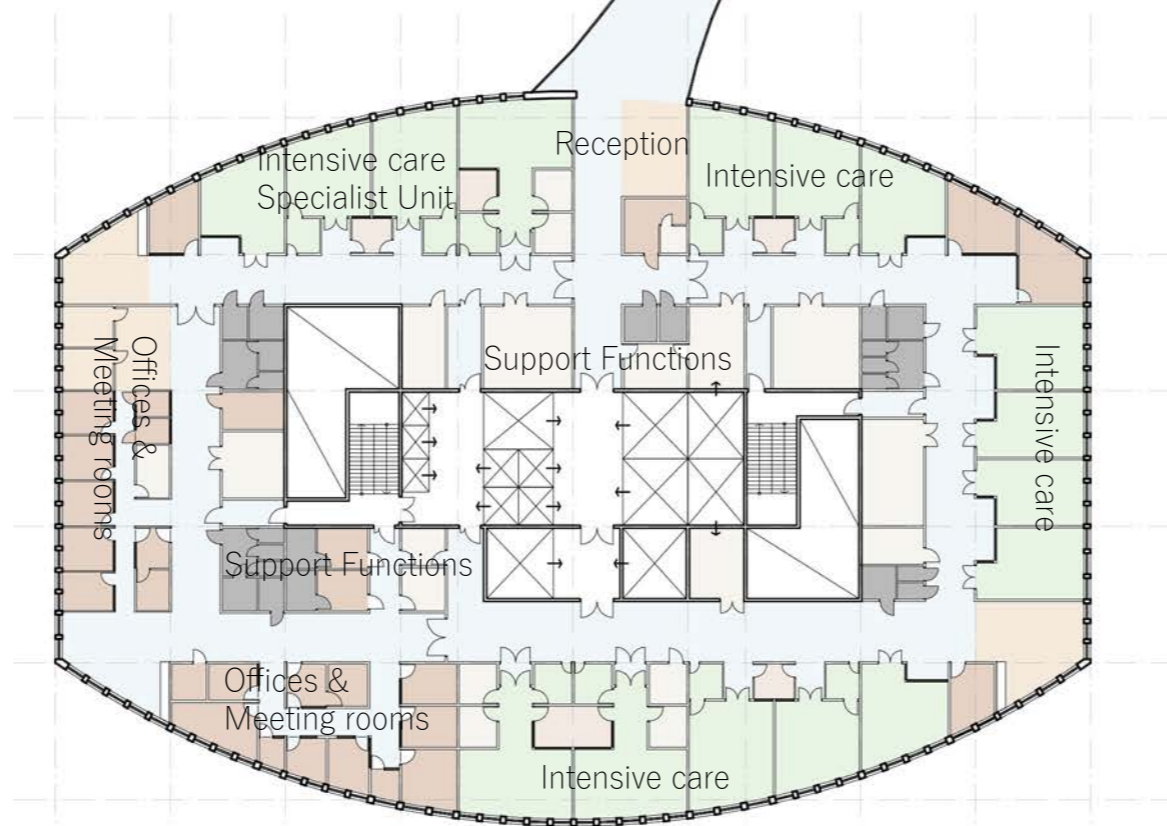 Reception
Intensive care
Specialist Unit
Intensive care
Support Functions
Offices &
Meeting rooms
Intensive care
Support Functions
Offices &
Meeting rooms
Intensive care